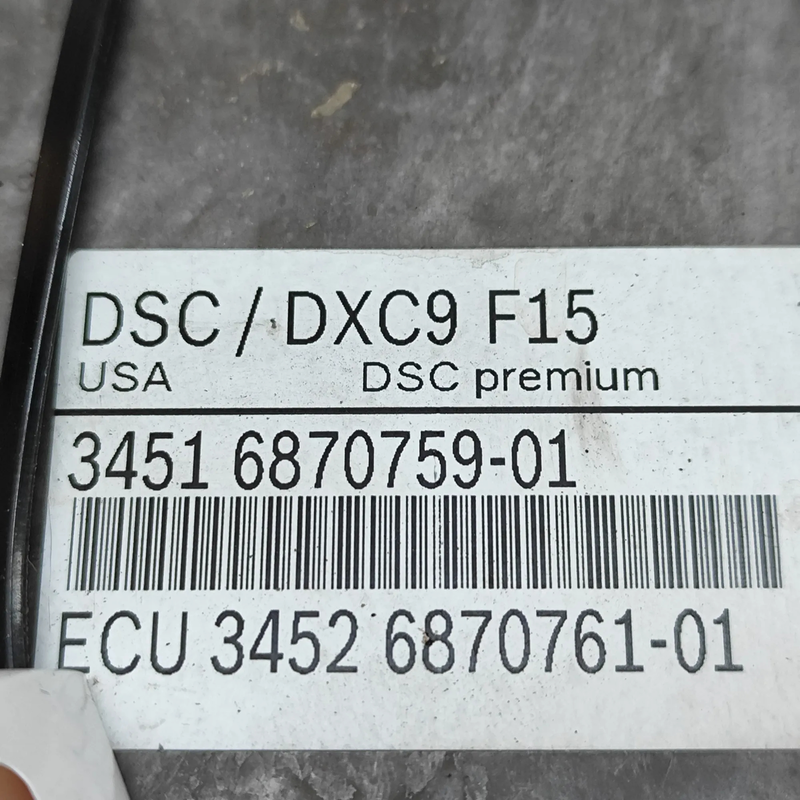 DSC / DXC9 F15
USA DSC premium
3451 6870759-01
ECU 3452 6870761-01